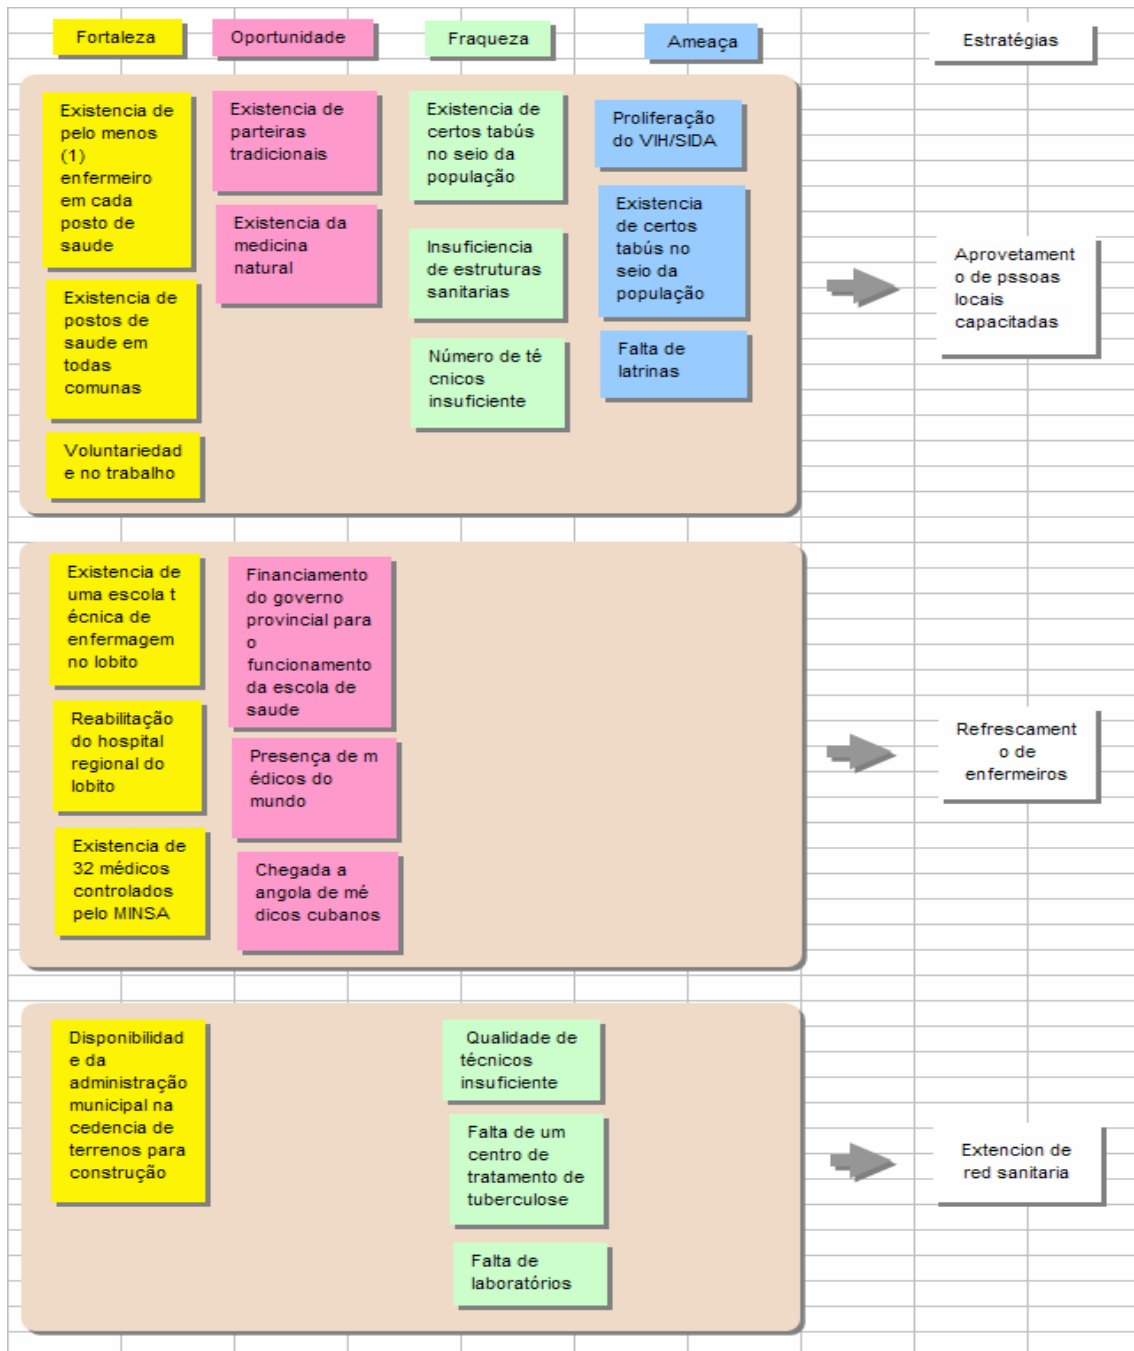 Fortaleza
Oportunidade
Fraqueza
Ameaça
Estratégias
Existencia de
pelo menos
(1)
enfermeiro
em cada
posto de
saude
Existencia de
postos de
saude em
todas
comunas
Voluntariedad
e no trabalho
Existencia de
parteiras
tradicionais
Existencia da
medicina
natural
Existencia de
certos tabús
no seio da
população
Insuficiencia
de estruturas
sanitarias
Número de té
cnicos
insuficiente
Proliferação
do VIH/SIDA
Existencia
de certos
tabús no
seio da
população
Falta de
latrinas
Aprovetament
o de pssoas
locais
capacitadas
Existencia de
uma escola t
écnica de
enfermagem
no lobito
Reabilitação
do hospital
regional do
lobito
Existencia de
32 médicos
controlados
pelo MINSA
Financiamento
do governo
provincial para
o
funcionamento
da escola de
saude
Presença de m
édicos do
mundo
Chegada a
angola de mé
dicos cubanos
Refrescament
o de
enfermeiros
Disponibilidad
e da
administração
municipal na
cedencia de
terrenos para
construção
Qualidade de
técnicos
insuficiente
Falta de um
centro de
tratamento de
tuberculose
Falta de
laboratórios
Extencion de
red sanitaria